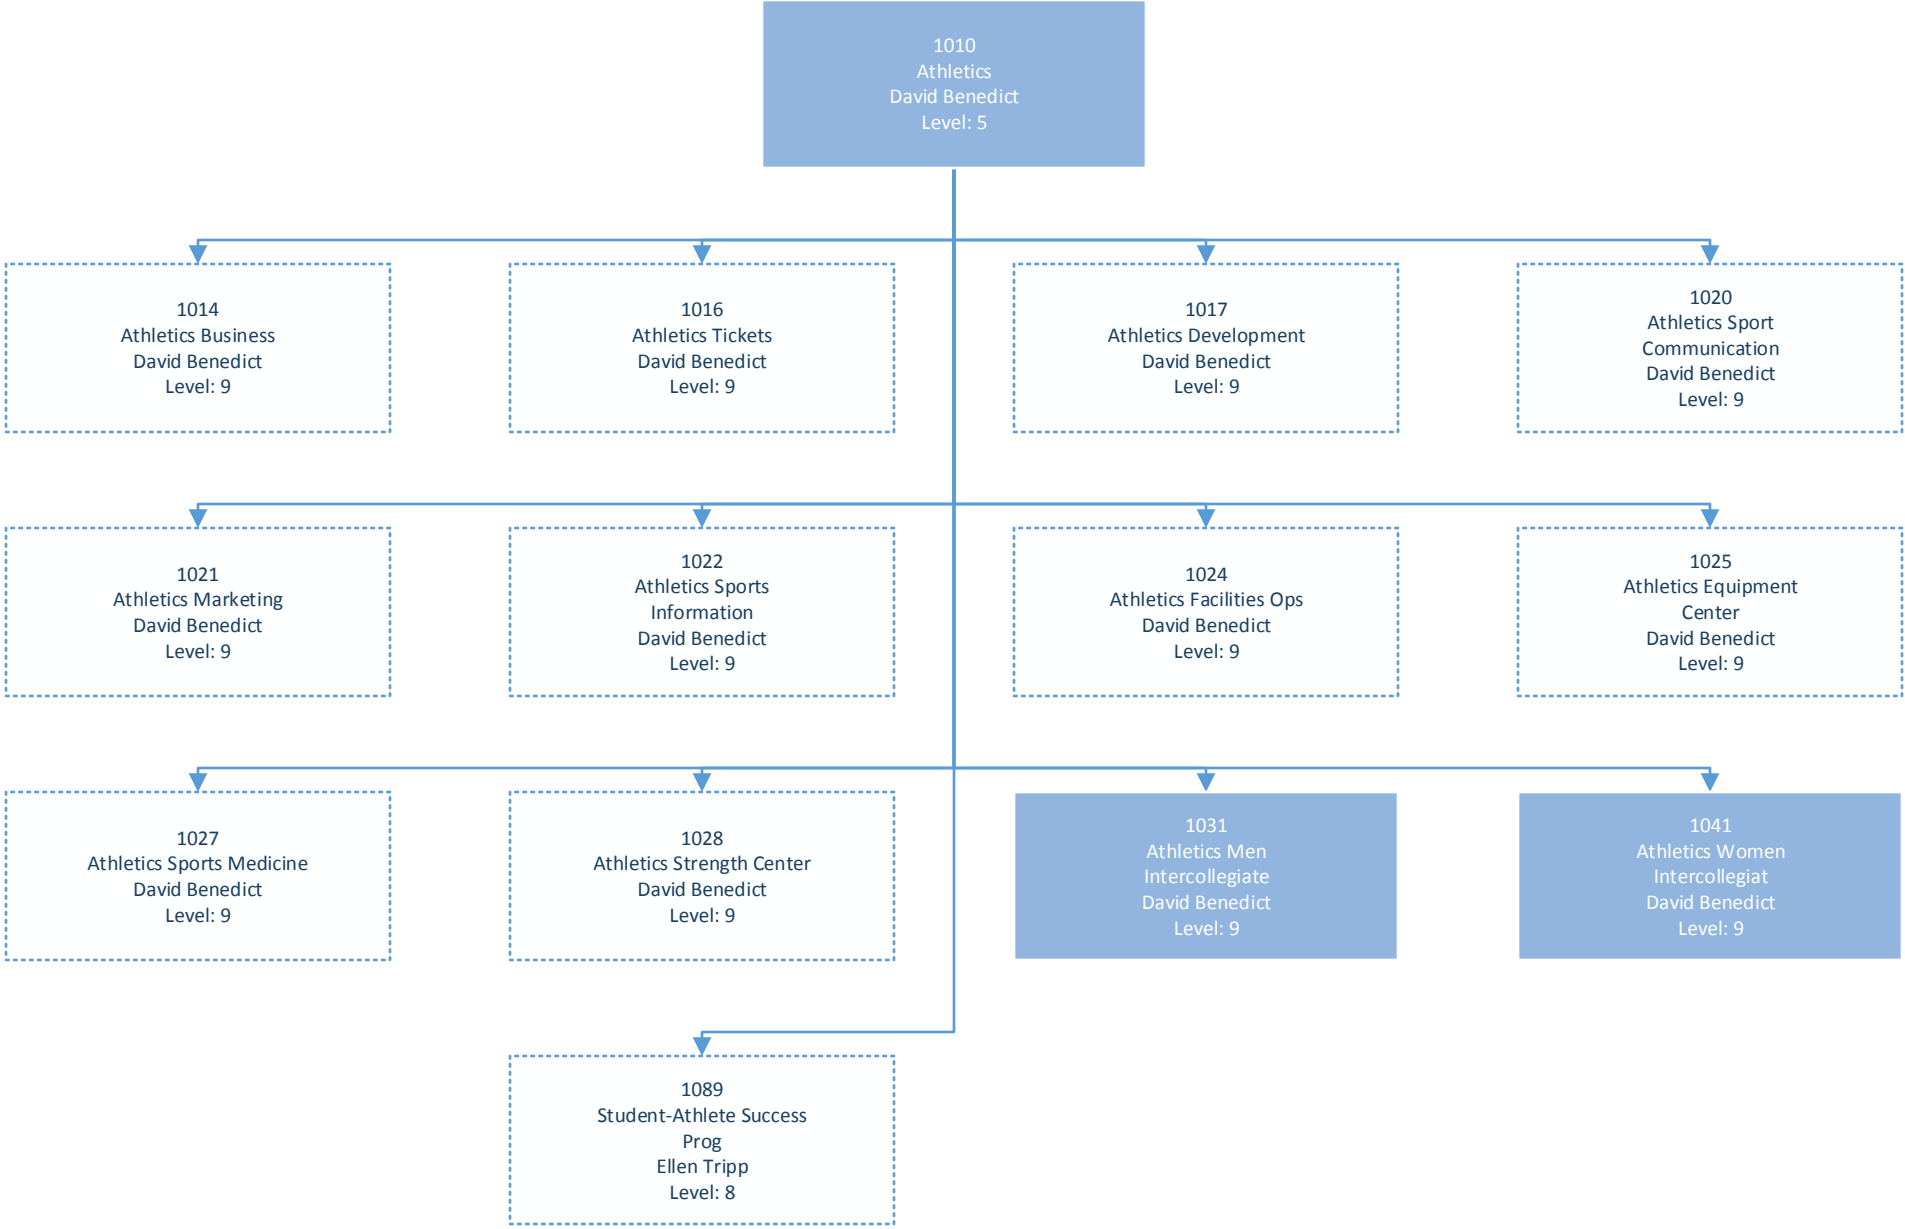 1010
Athletics
David Benedict
Level: 5
1014
Athletics Business
David Benedict
Level: 9
1016
Athletics Tickets
David Benedict
Level: 9
1017
Athletics Development
David Benedict
Level: 9
1020
Athletics Sport
Communication
David Benedict
Level: 9
1021
Athletics Marketing
David Benedict
Level: 9
1022
Athletics Sports
Information
David Benedict
Level: 9
1024
Athletics Facilities Ops
David Benedict
Level: 9
1025
Athletics Equipment
Center
David Benedict
Level: 9
1027
Athletics Sports Medicine
David Benedict
Level: 9
1028
Athletics Strength Center
David Benedict
Level: 9
1031
Athletics Men
Intercollegiate
David Benedict
Level: 9
1041
Athletics Women
Intercollegiat
David Benedict
Level: 9
1089
Student-Athlete Success
Prog
Ellen Tripp
Level: 8